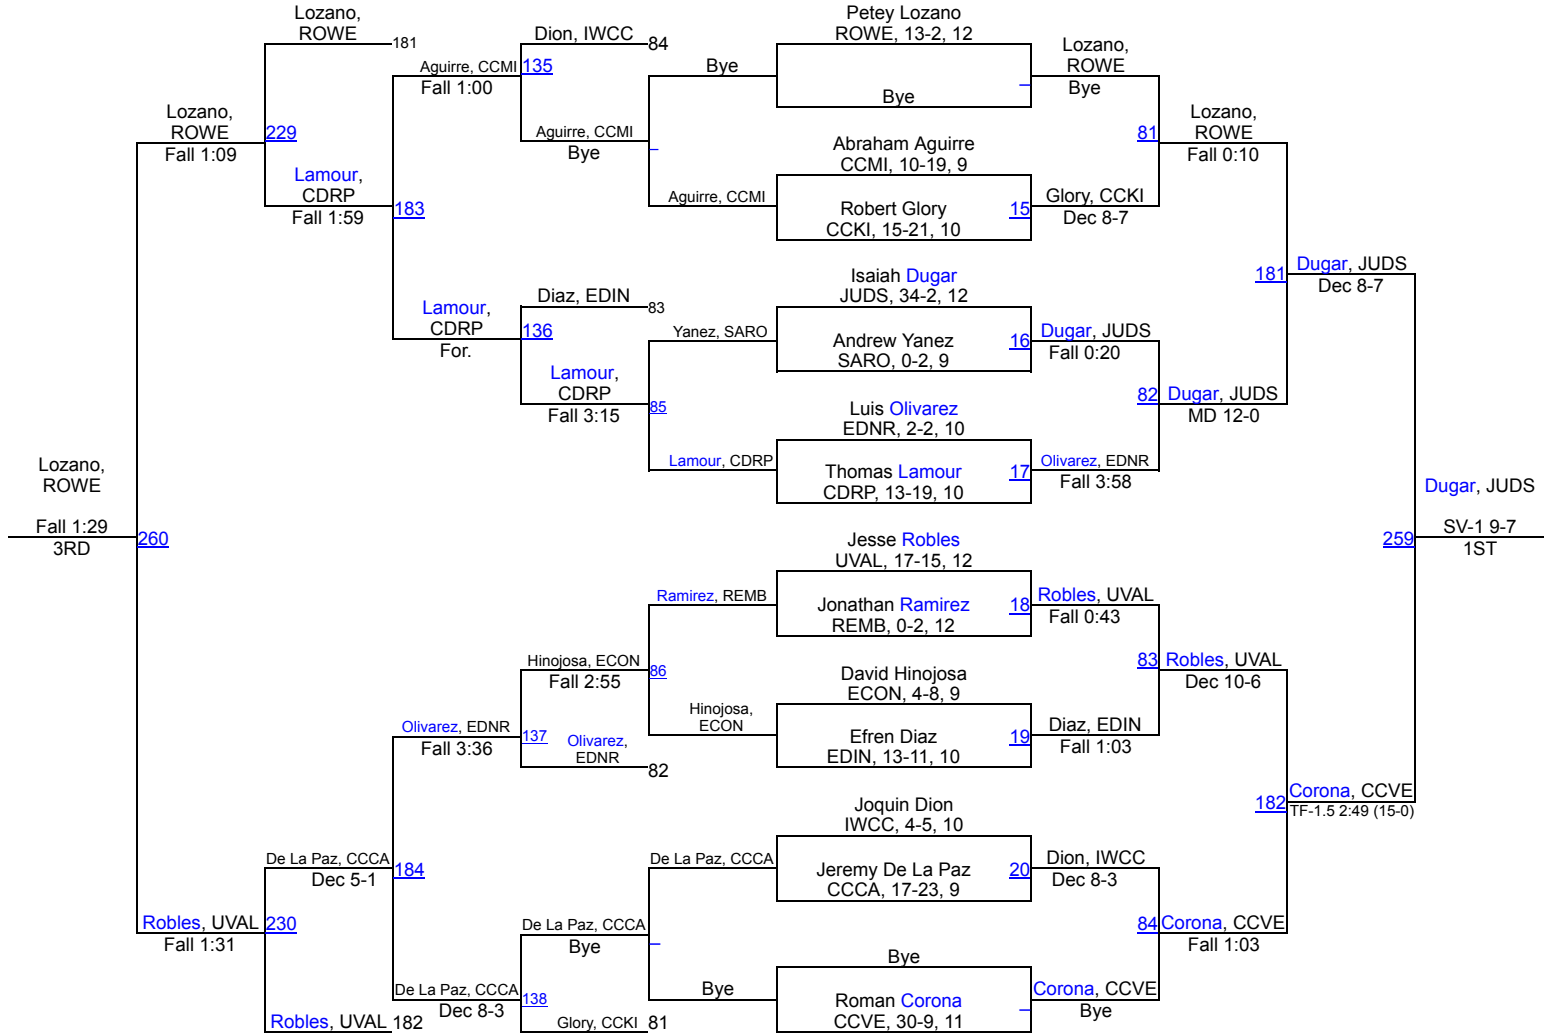 Lozano,
ROWE
181
Dion, IWCC
84
Petey Lozano
ROWE, 13-2, 12
Lozano,
ROWE
Bye
Aguirre, CCMI
Fall 1:00
135
Bye
Bye
Lozano,
ROWE
Fall 1:09
229
Aguirre, CCMI
Bye
Abraham Aguirre
CCMI, 10-19, 9
81
Lozano,
ROWE
Fall 0:10
Lamour,
CDRP
Fall 1:59
183
Aguirre, CCMI
Robert Glory
CCKI, 15-21, 10
15
Glory, CCKI
Dec 8-7
Isaiah Dugar
JUDS, 34-2, 12
181
Dugar, JUDS
Dec 8-7
Lamour,
CDRP
For.
Diaz, EDIN
83
136
Yanez, SARO
Andrew Yanez
SARO, 0-2, 9
16
Dugar, JUDS
Fall 0:20
Lamour,
CDRP
Fall 3:15
85
Luis Olivarez
EDNR, 2-2, 10
82
Dugar, JUDS
MD 12-0
Lamour, CDRP
Thomas Lamour
CDRP, 13-19, 10
17
Olivarez, EDNR
Fall 3:58
Lozano,
ROWE
Fall 1:29
3RD
260
Dugar, JUDS
SV-1 9-7
1ST
259
Jesse Robles
UVAL, 17-15, 12
Ramirez, REMB
Jonathan Ramirez
REMB, 0-2, 12
18
Robles, UVAL
Fall 0:43
Hinojosa, ECON
Fall 2:55
86
David Hinojosa
ECON, 4-8, 9
83
Robles, UVAL
Dec 10-6
Olivarez, EDNR
Fall 3:36
137
Olivarez,
EDNR
82
Hinojosa,
ECON
Efren Diaz
EDIN, 13-11, 10
19
Diaz, EDIN
Fall 1:03
Joquin Dion
IWCC, 4-5, 10
182
Corona, CCVE
TF-1.5 2:49 (15-0)
De La Paz, CCCA
Dec 5-1
184
De La Paz, CCCA
Jeremy De La Paz
CCCA, 17-23, 9
20
Dion, IWCC
Dec 8-3
Robles, UVAL
Fall 1:31
230
De La Paz, CCCA
Bye
Bye
84
Corona, CCVE
Fall 1:03
De La Paz, CCCA
Dec 8-3
138
Bye
Roman Corona
CCVE, 30-9, 11
Corona, CCVE
Bye
Robles, UVAL
182
Glory, CCKI
81